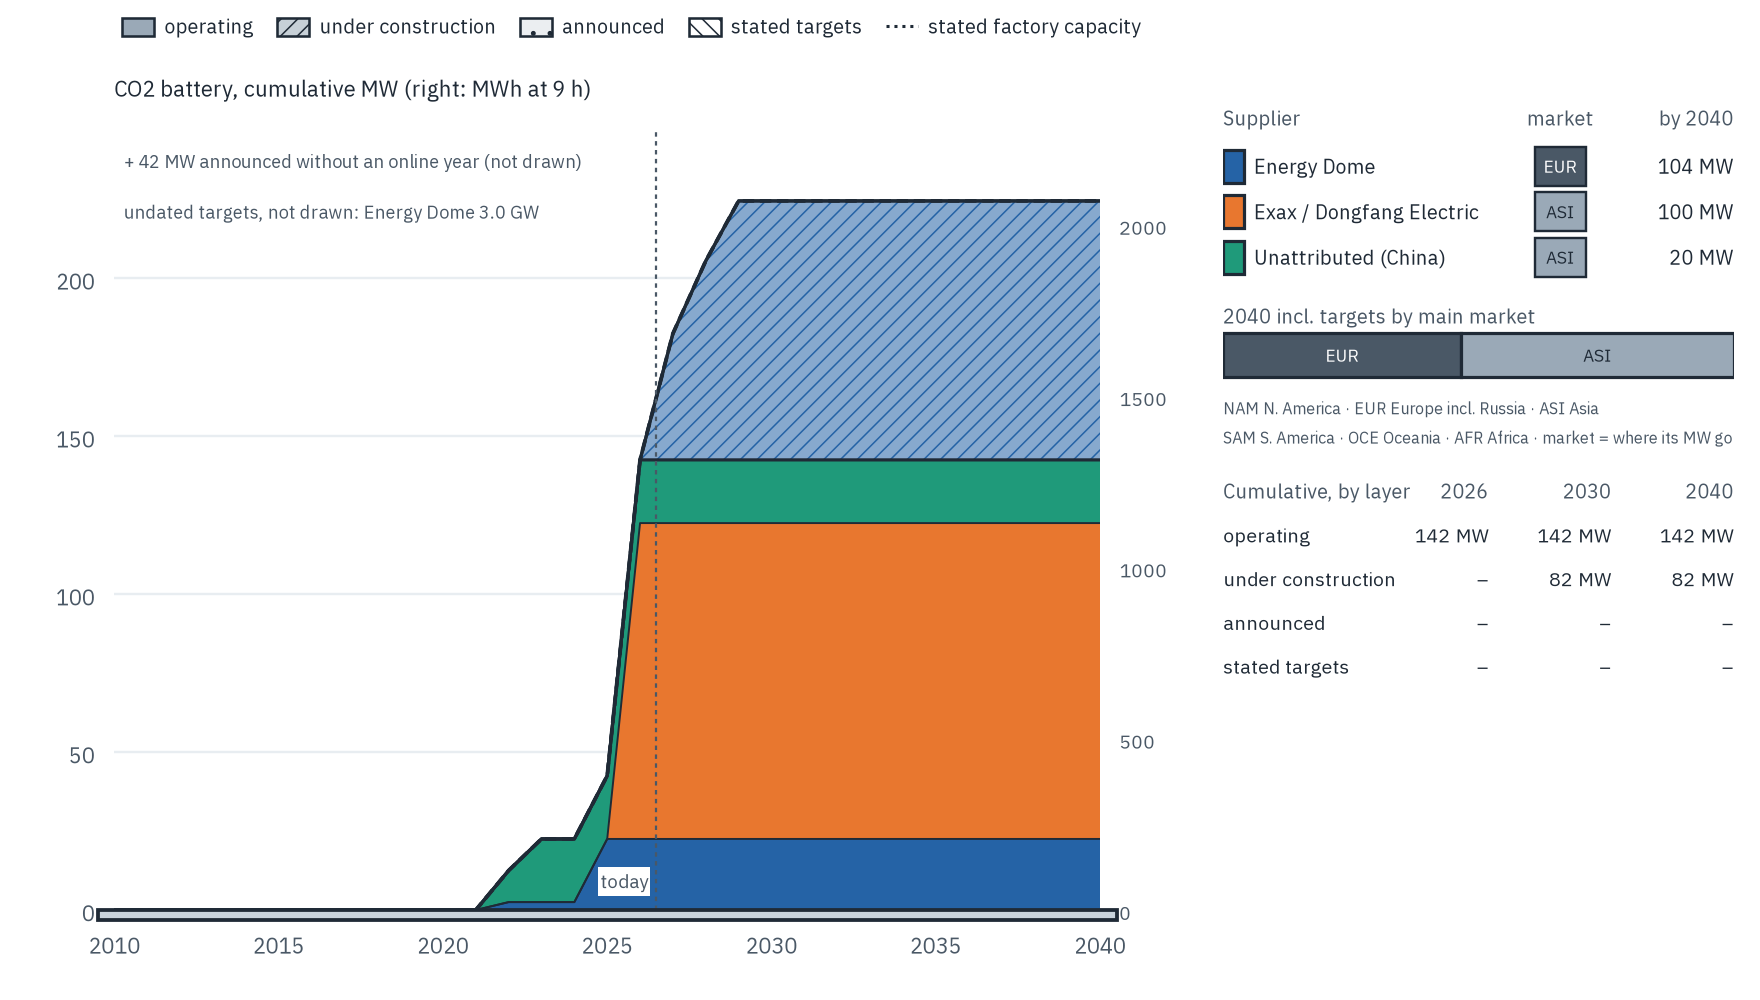 operating under construction announced stated targets stated factory capacity
CO2 battery, cumulative MW (right: MWh at 9 h)
+ 42 MW announced without an online year (not drawn)
undated targets, not drawn: Energy Dome 3.0 GW
200
150
100
50
0
2000
1500
1000
500
0
today
2010 2015 2020 2025 2030 2035 2040
Supplier market by 2040
Energy Dome EUR 104 MW
Exax / Dongfang Electric ASI 100 MW
Unattributed (China) ASI 20 MW
2040 incl. targets by main market
EUR ASI
NAM N. America · EUR Europe incl. Russia · ASI Asia
SAM S. America · OCE Oceania · AFR Africa · market = where its MW go
Cumulative, by layer 2026 2030 2040
operating 142 MW 142 MW 142 MW
under construction – 82 MW 82 MW
announced – – –
stated targets – – –